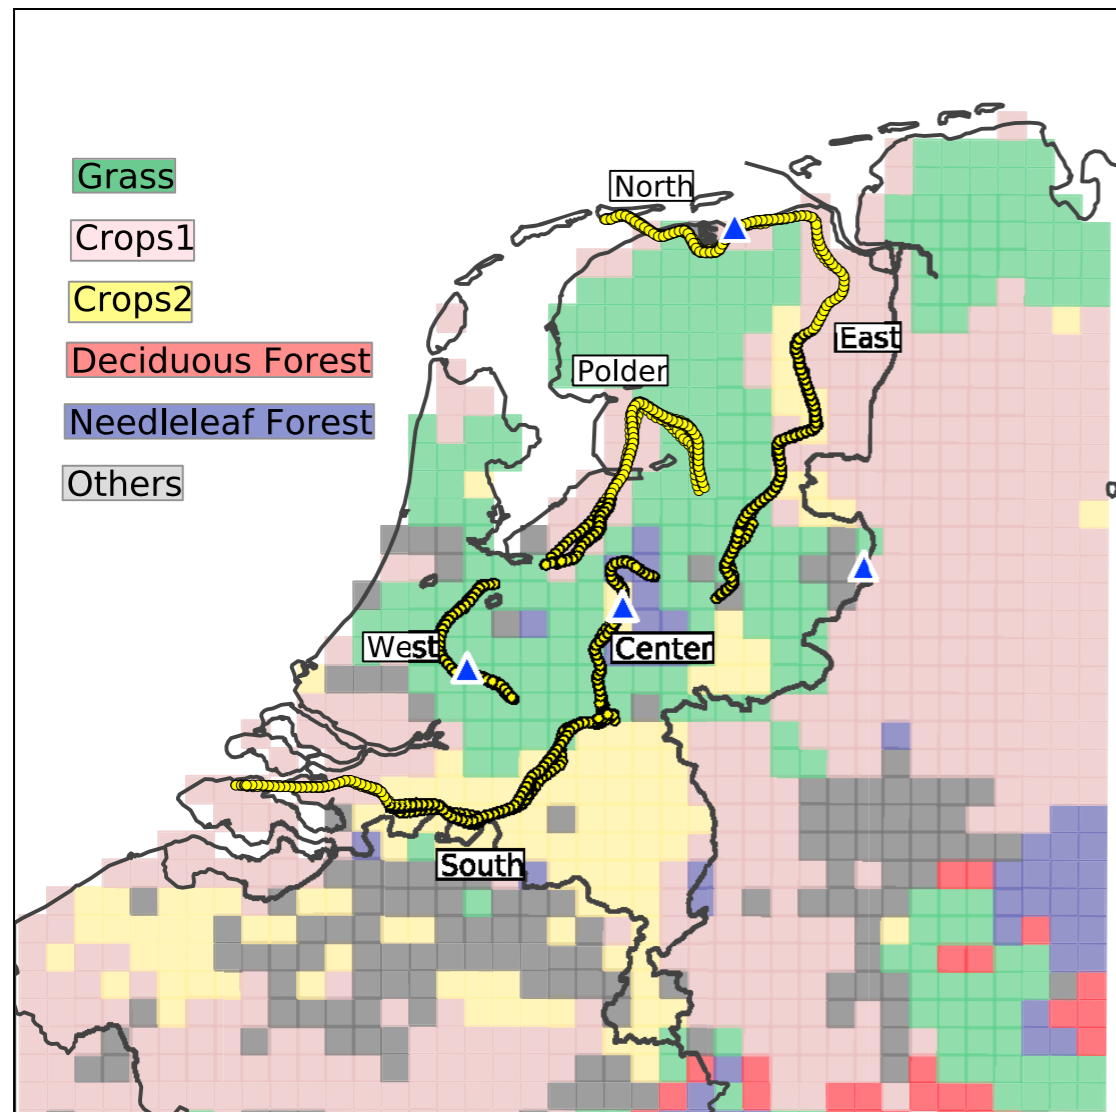 Grass
Crops1
Crops2
Deciduous Forest
Needleleaf Forest
Others
North
East
Polder
West
Center
South